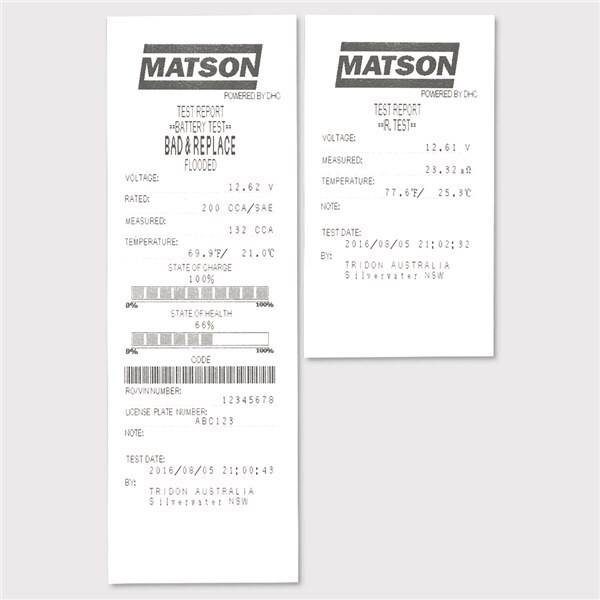 MATSON
POWERED BY DHC
TEST REPORT
==BATTERY TEST==
BAD & REPLACE
FLOODED
VOLTAGE:
12.62 V
RATED:
200 CCA/SAE
MEASURED:
132 CCA
TEMPERATURE:
69.9°F/ 21.0℃
STATE OF CHARGE
100%
0% 100%
STATE OF HEALTH
66%
0% 100%
CODE
RO/VIN NUMBER:
12345678
LICENSE PLATE NUMBER:
ABC123
NOTE:
TEST DATE:
2016/08/05 21:00:43
BY:
TRIDON AUSTRALIA
Silverwater NSW
MATSON
POWERED BY DHC
TEST REPORT
==IR. TEST==
VOLTAGE:
12.61 V
MEASURED:
23.32 mΩ
TEMPERATURE:
77.6°F/ 25.3℃
NOTE:
TEST DATE:
2016/08/05 21:02:32
BY:
TRIDON AUSTRALIA
Silverwater NSW